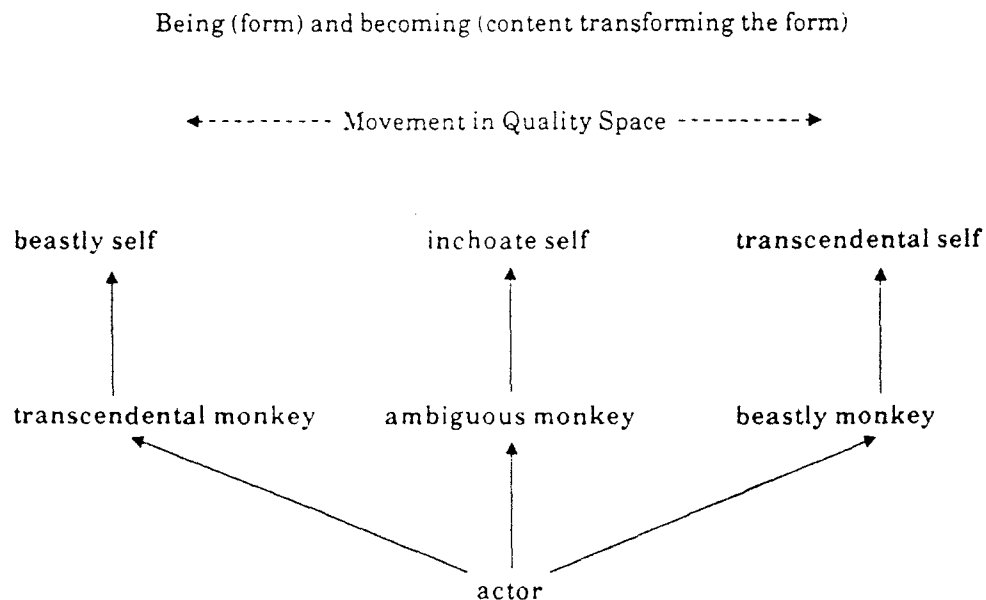 Being (form) and becoming (content transforming the form)
Movement in Quality Space
beastly self inchoate self transcendental self
transcendental monkey ambiguous monkey beastly monkey
actor